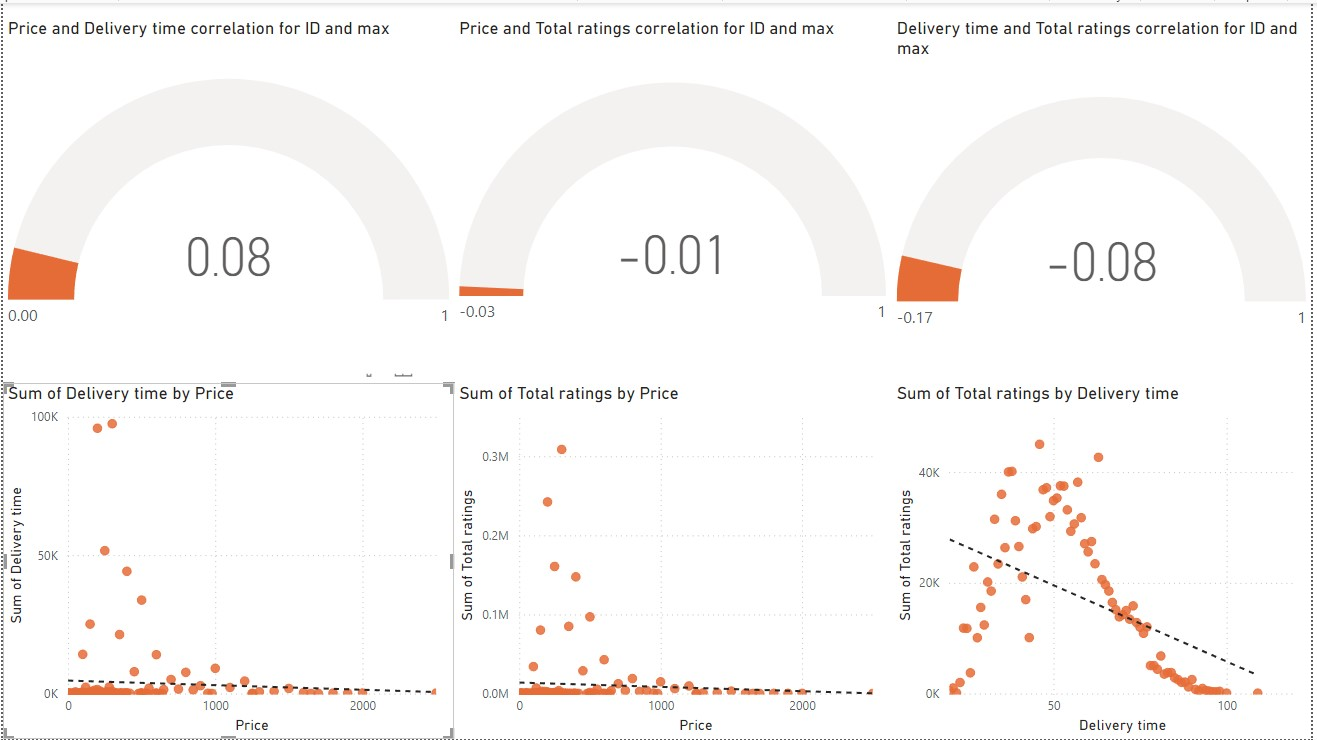 Price and Delivery time correlation for ID and max
0.08
0.00
1
Price and Total ratings correlation for ID and max
-0.01
-0.03
1
Delivery time and Total ratings correlation for ID and
max
-0.08
-0.17
1
Sum of Delivery time by Price
Sum of Delivery time
100K
50K
0K
0
1000
2000
Price
Sum of Total ratings by Price
Sum of Total ratings
0.3M
0.2M
0.1M
0.0M
0
1000
2000
Price
Sum of Total ratings by Delivery time
Sum of Total ratings
40K
20K
0K
50
100
Delivery time